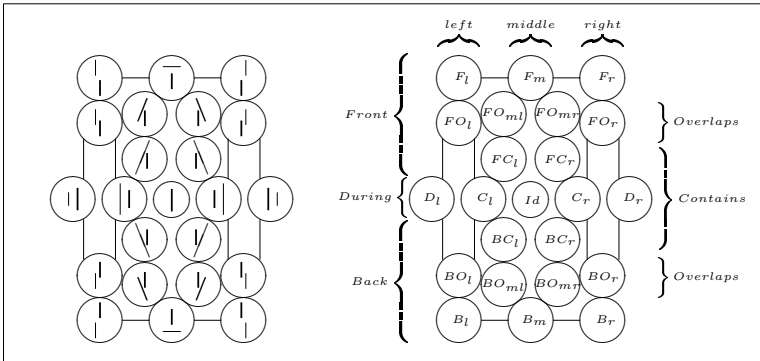 left middle right
F_l F_m F_r
Front
FO_l FO_ml FO_mr FO_r Overlaps
FC_l FC_r
During D_l C_l Id C_r D_r Contains
BC_l BC_r
Back BO_l BO_ml BO_mr BO_r Overlaps
B_l B_m B_r